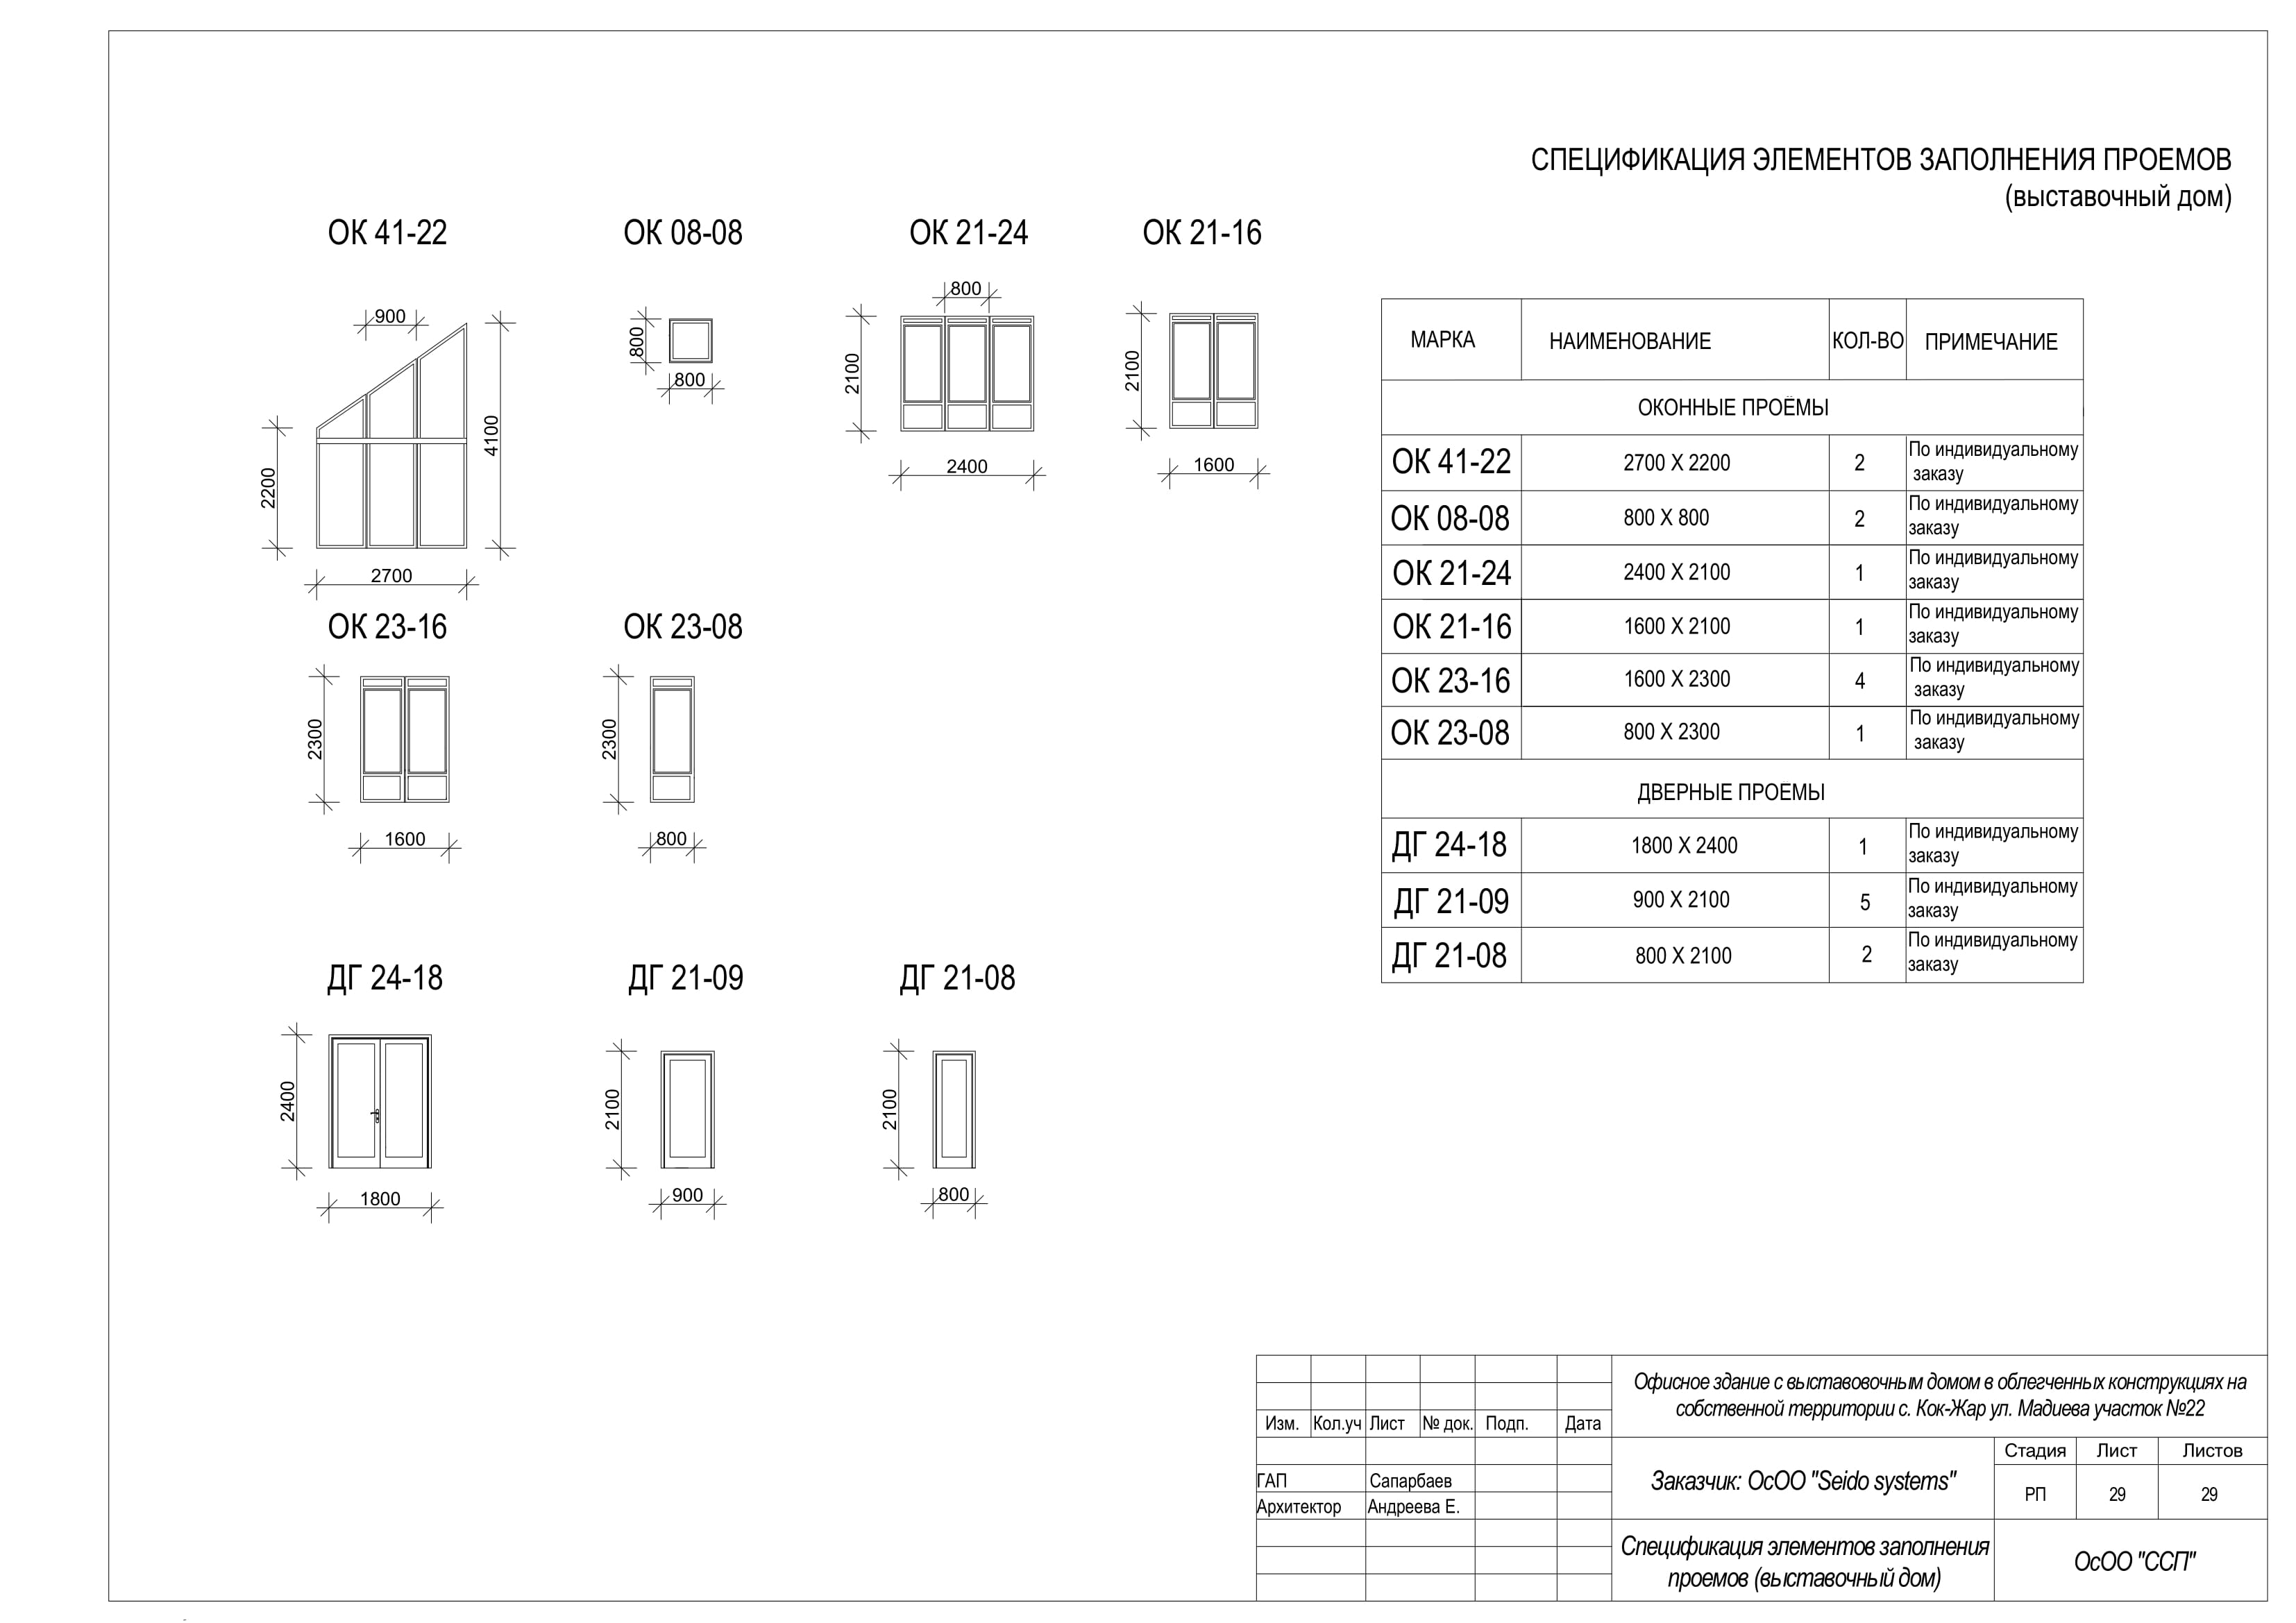 СПЕЦИФИКАЦИЯ ЭЛЕМЕНТОВ ЗАПОЛНЕНИЯ ПРОЕМОВ
(выставочный дом)
ОК 41-22
ОК 08-08
ОК 21-24
ОК 21-16
900
2200
4100
2700
800
800
800
2100
2400
2100
1600
ОК 23-16
ОК 23-08
2300
1600
2300
800
ДГ 24-18
ДГ 21-09
ДГ 21-08
2400
1800
2100
900
2100
800
МАРКА НАИМЕНОВАНИЕ КОЛ-ВО ПРИМЕЧАНИЕ
ОКОННЫЕ ПРОЁМЫ
ОК 41-22 2700 X 2200 2 По индивидуальному
заказу
ОК 08-08 800 X 800 2 По индивидуальному
заказу
ОК 21-24 2400 X 2100 1 По индивидуальному
заказу
ОК 21-16 1600 X 2100 1 По индивидуальному
заказу
ОК 23-16 1600 X 2300 4 По индивидуальному
заказу
ОК 23-08 800 X 2300 1 По индивидуальному
заказу
ДВЕРНЫЕ ПРОЕМЫ
ДГ 24-18 1800 X 2400 1 По индивидуальному
заказу
ДГ 21-09 900 X 2100 5 По индивидуальному
заказу
ДГ 21-08 800 X 2100 2 По индивидуальному
заказу
Изм. Кол.уч Лист № док. Подп. Дата
ГАП Сапарбаев
Архитектор Андреева Е.
Офисное здание с выставовочным домом в облегченных конструкциях на
собственной территории с. Кок-Жар ул. Мадиева участок №22
Заказчик: ОсОО "Seido systems"
Стадия Лист Листов
РП 29 29
Спецификация элементов заполнения
проемов (выставочный дом)
ОсОО "ССП"